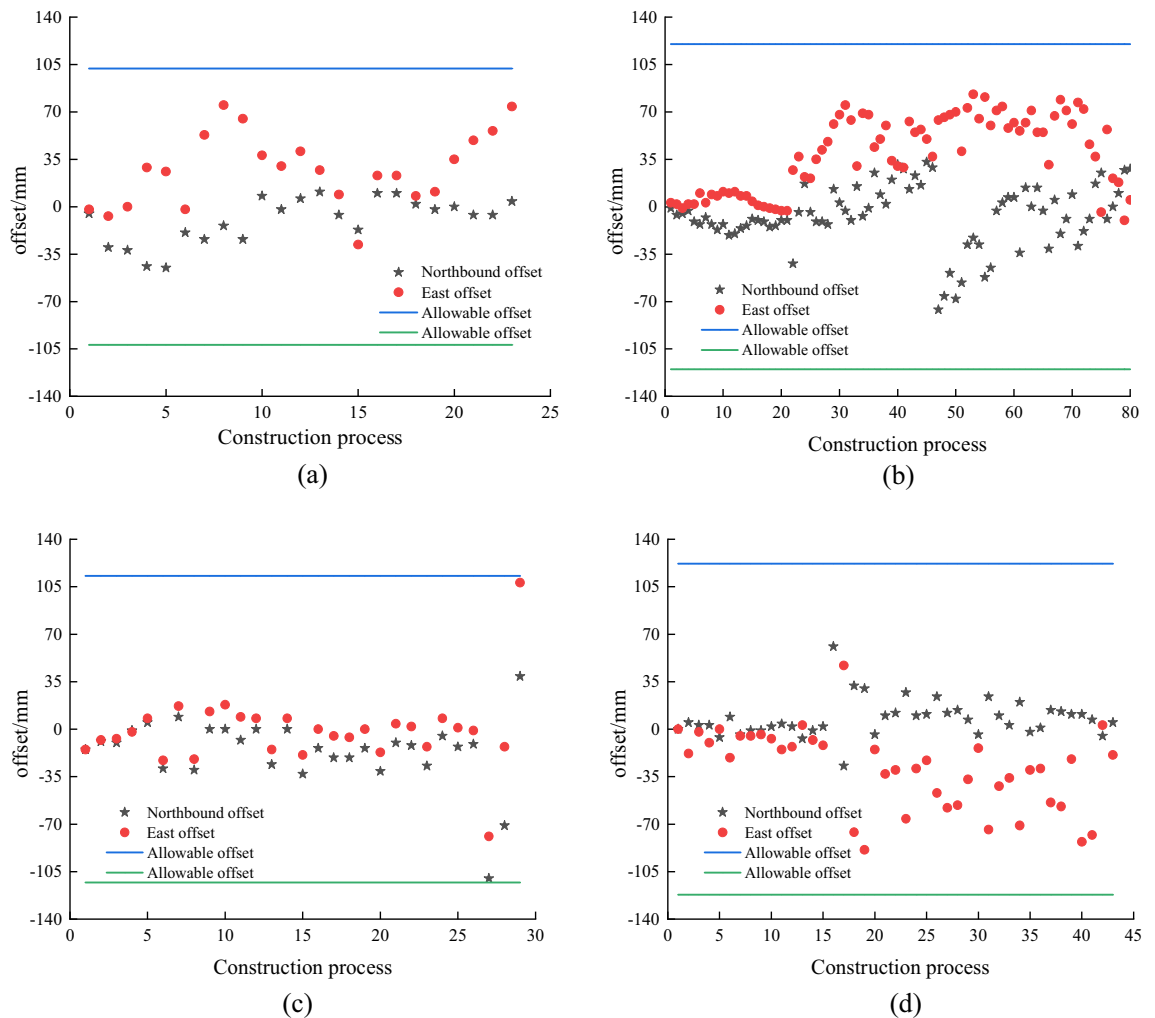 140
105
70
35
0
-35
-70
-105
-140
offset/mm
Northbound offset
East offset
Allowable offset
Allowable offset
0 5 10 15 20 25
Construction process
(a)
140
105
70
35
0
-35
-70
-105
-140
offset/mm
Northbound offset
East offset
Allowable offset
Allowable offset
0 10 20 30 40 50 60 70 80
Construction process
(b)
140
105
70
35
0
-35
-70
-105
-140
offset/mm
Northbound offset
East offset
Allowable offset
Allowable offset
0 5 10 15 20 25 30
Construction process
(c)
140
105
70
35
0
-35
-70
-105
-140
offset/mm
Northbound offset
East offset
Allowable offset
Allowable offset
0 5 10 15 20 25 30 35 40 45
Construction process
(d)